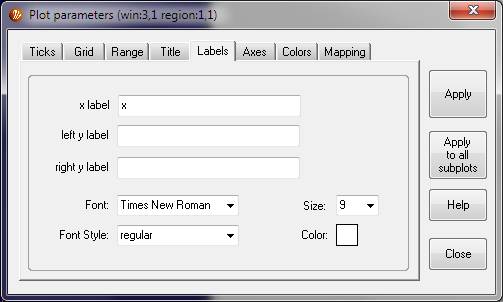 Plot parameters (win:3,1 region:1,1)
Ticks Grid Range Title Labels Axes Colors Mapping
x label x
left y label
right y label
Font: Times New Roman Size: 9
Font Style: regular Color:
Apply
Apply
to all
subplots
Help
Close